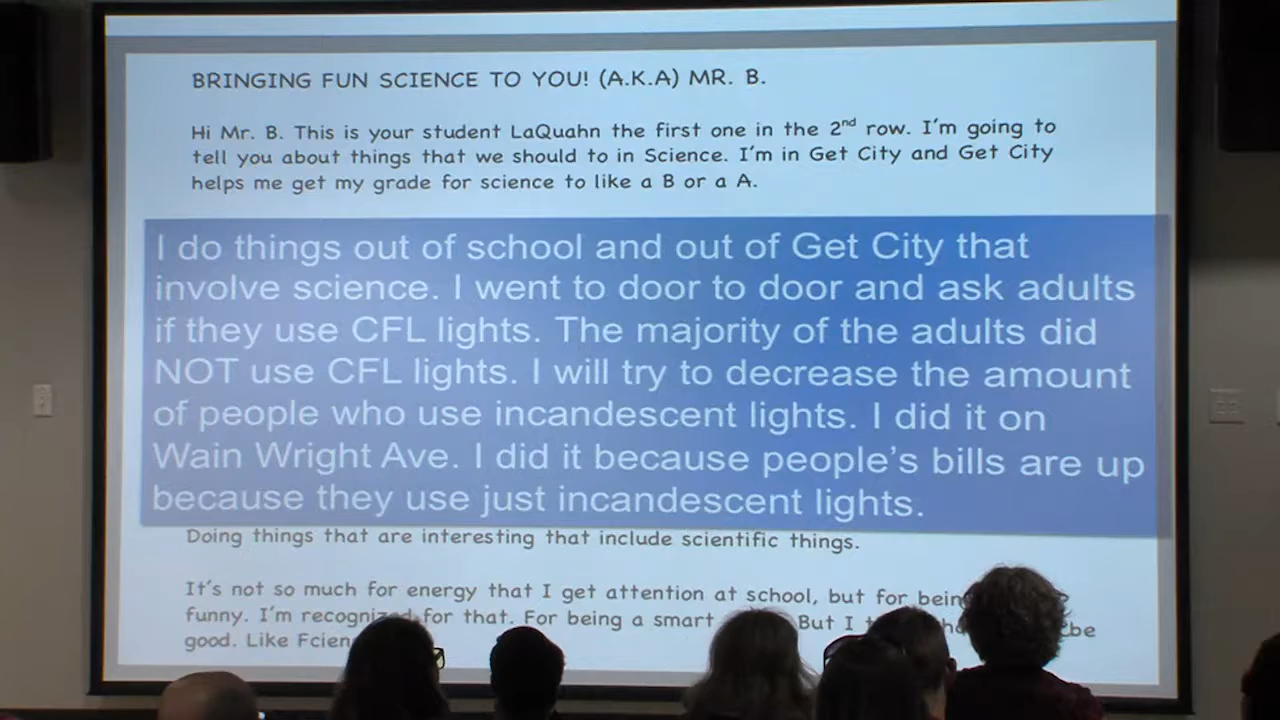 BRINGING FUN SCIENCE TO YOU! (A.K.A) MR. B.
Hi Mr. B. This is your student LaQuahn the first one in the 2nd row. I'm going to
tell you about things that we should to in Science. I'm in Get City and Get City
helps me get my grade for science to like a B or a A.
I do things out of school and out of Get City that
involve science. I went to door to door and ask adults
if they use CFL lights. The majority of the adults did
NOT use CFL lights. I will try to decrease the amount
of people who use incandescent lights. I did it on
Wain Wright Ave. I did it because people's bills are up
because they use just incandescent lights.
Doing things that are interesting that include scientific things.
It's not so much for energy that I get attention at school, but for
funny. I'm for that. For being a smart But I be
good. Like